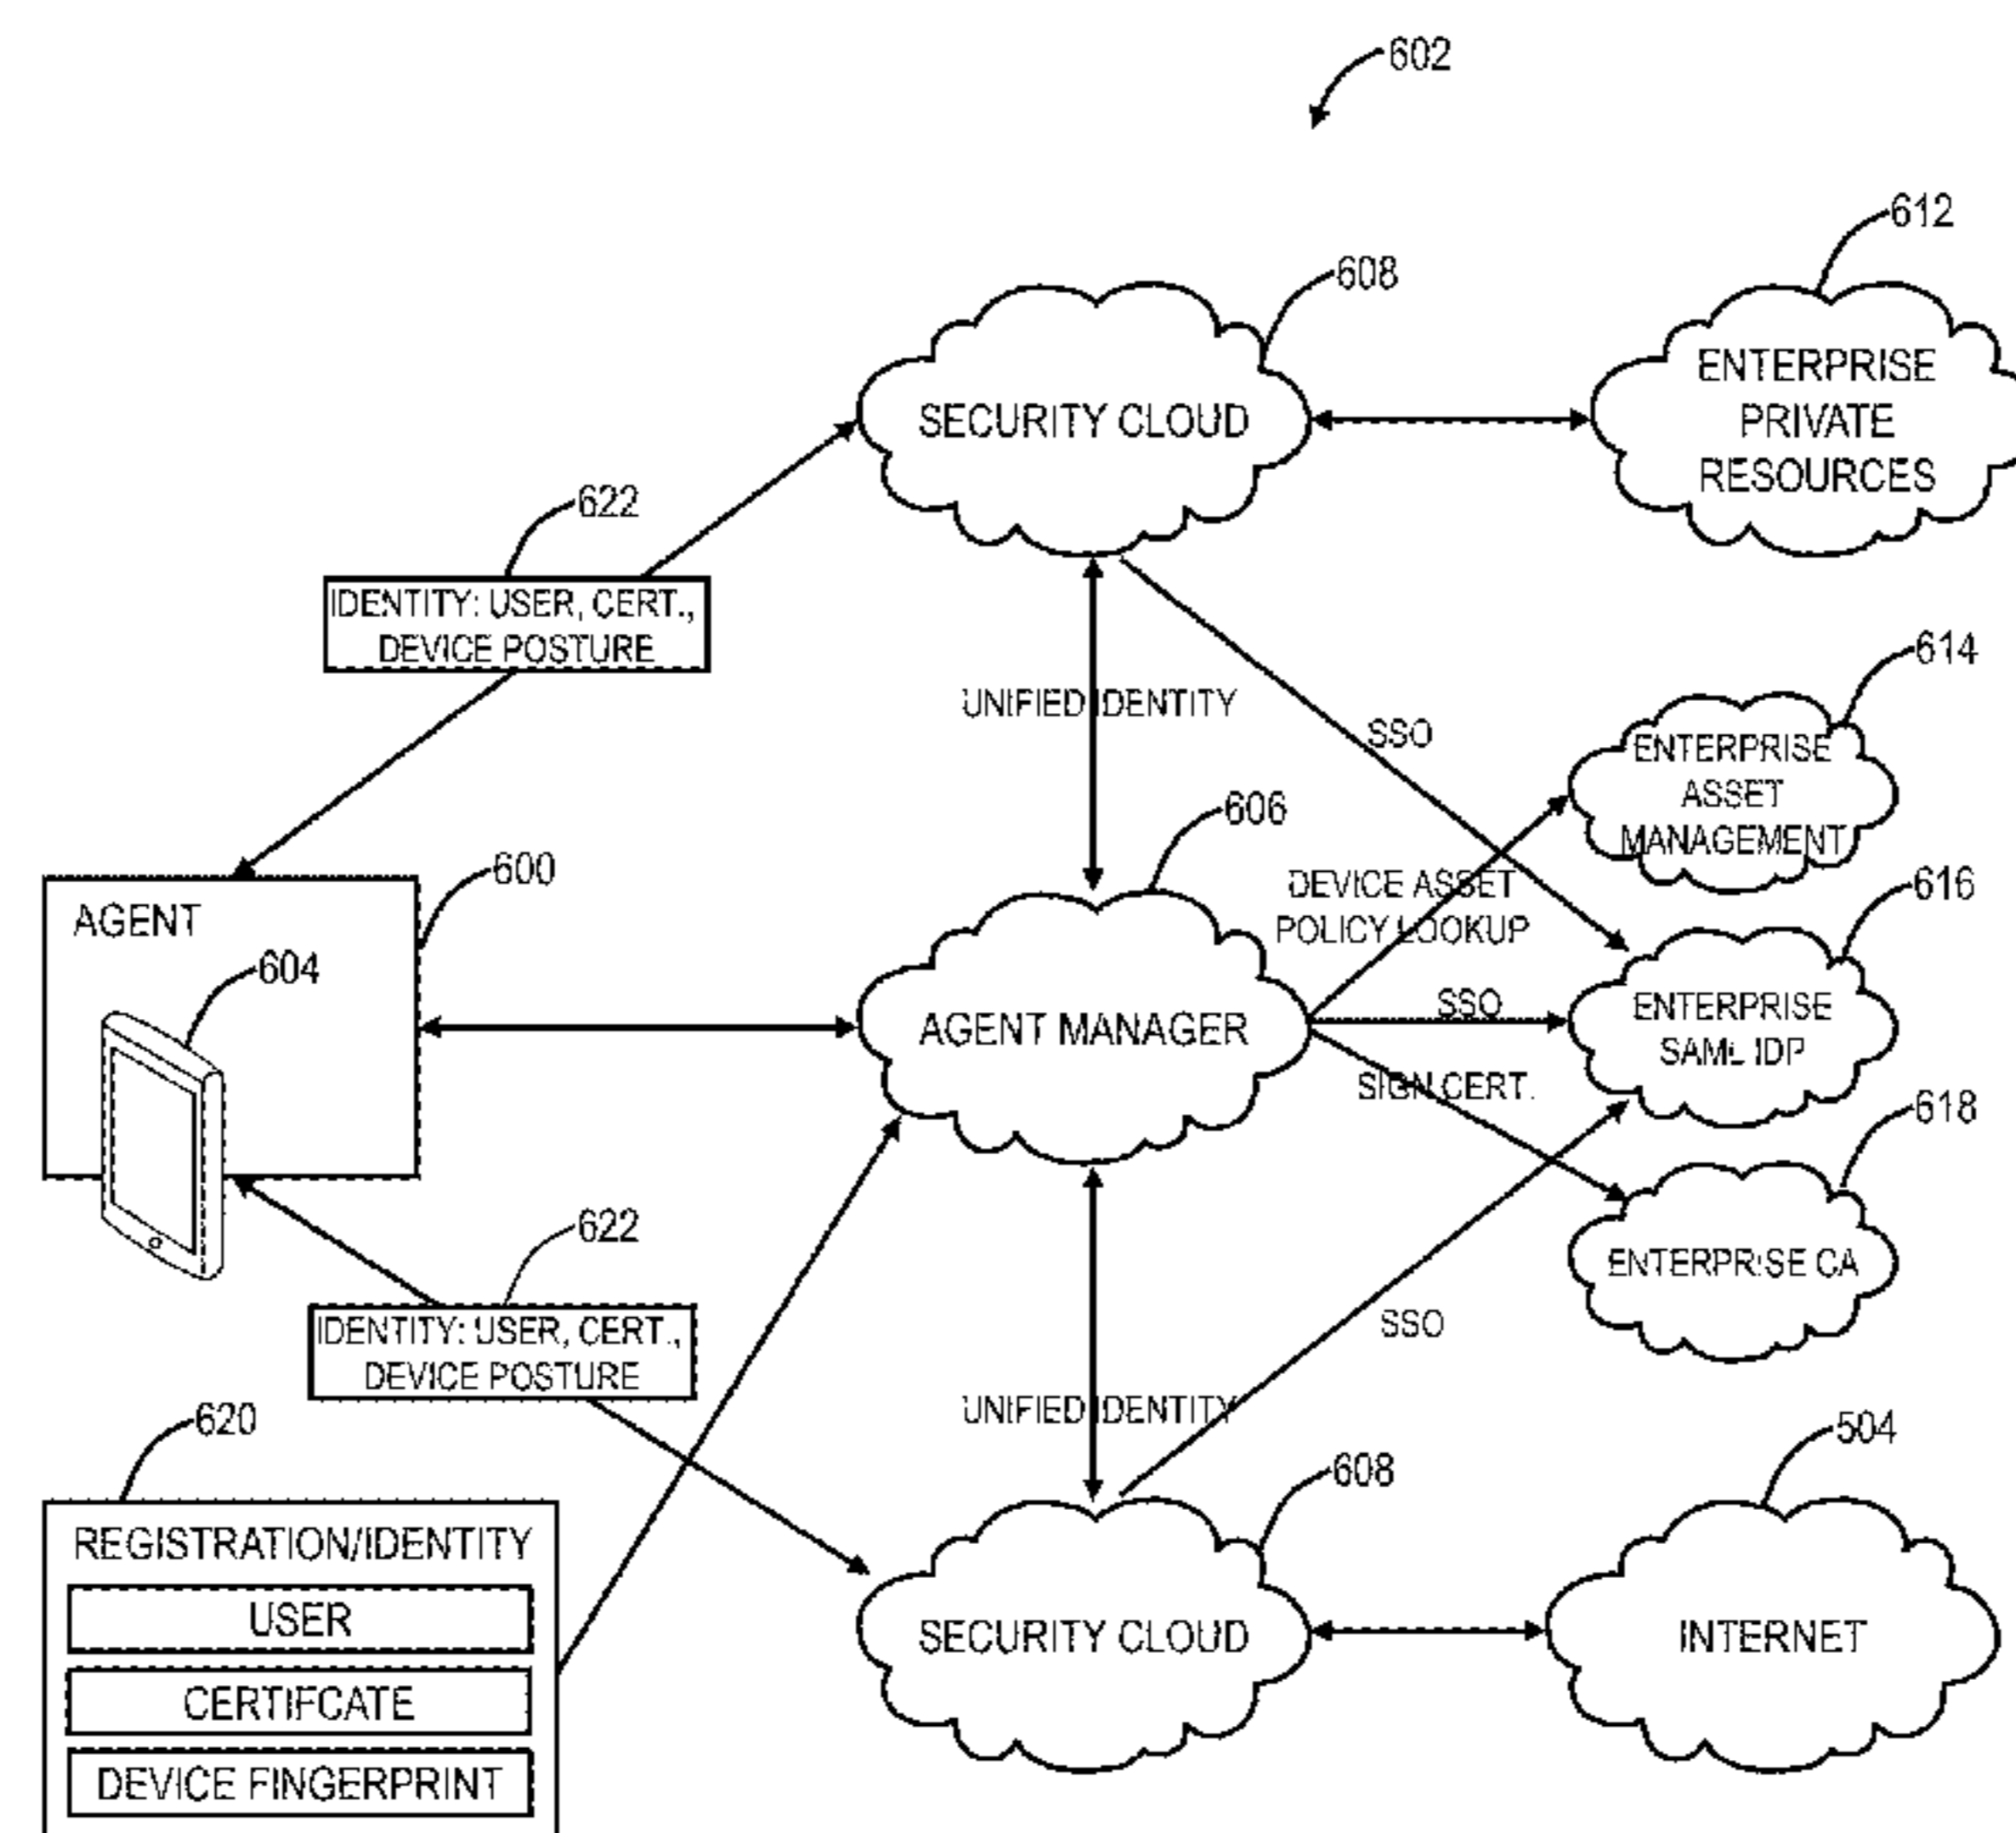 602
612
608
ENTERPRISE
PRIVATE
RESOURCES
SECURITY CLOUD
622
IDENTITY: USER, CERT.,
DEVICE POSTURE
614
UNIFIED IDENTITY
SSO
ENTERPRISE
ASSET
MANAGEMENT
606
600
DEVICE ASSET
POLICY LOOKUP
616
AGENT
604
SSO
ENTERPRISE
SAML IDP
AGENT MANAGER
SIGN CERT.
618
622
ENTERPRISE CA
IDENTITY: USER, CERT.,
DEVICE POSTURE
SSO
620
UNIFIED IDENTITY
504
608
REGISTRATION/IDENTITY
USER
CERTIFCATE
DEVICE FINGERPRINT
SECURITY CLOUD
INTERNET